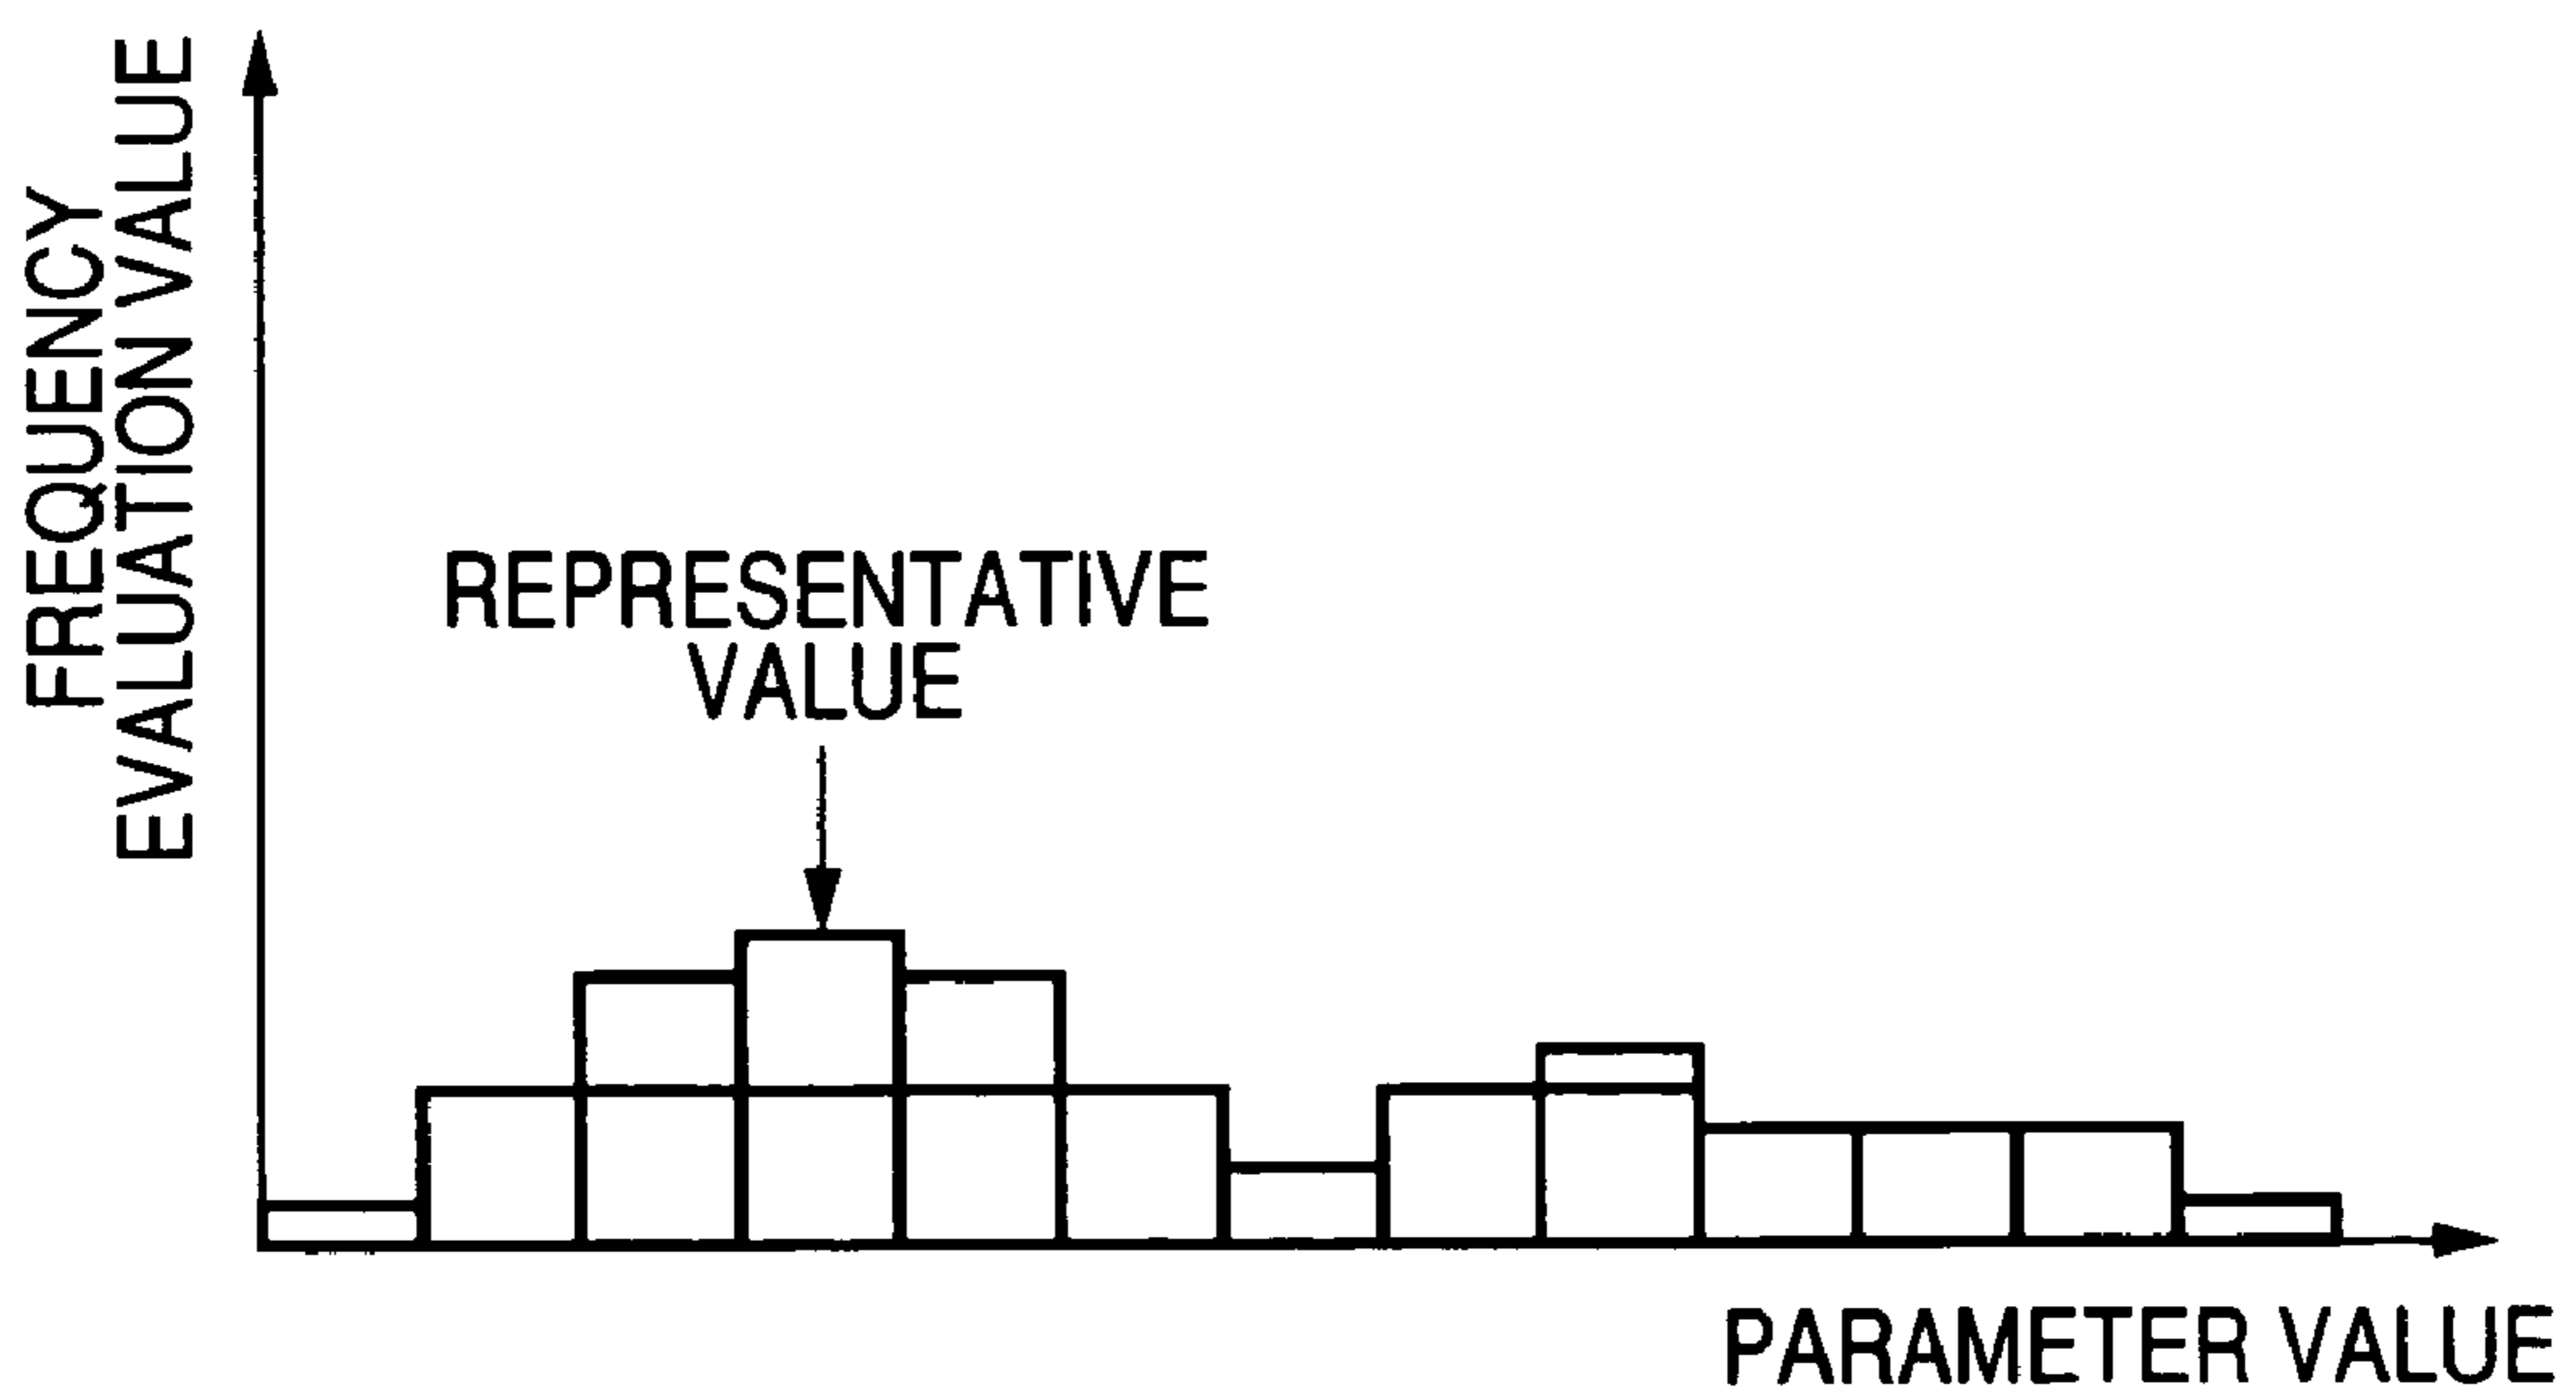 FREQUENCY
EVALUATION VALUE
REPRESENTATIVE
VALUE
PARAMETER VALUE